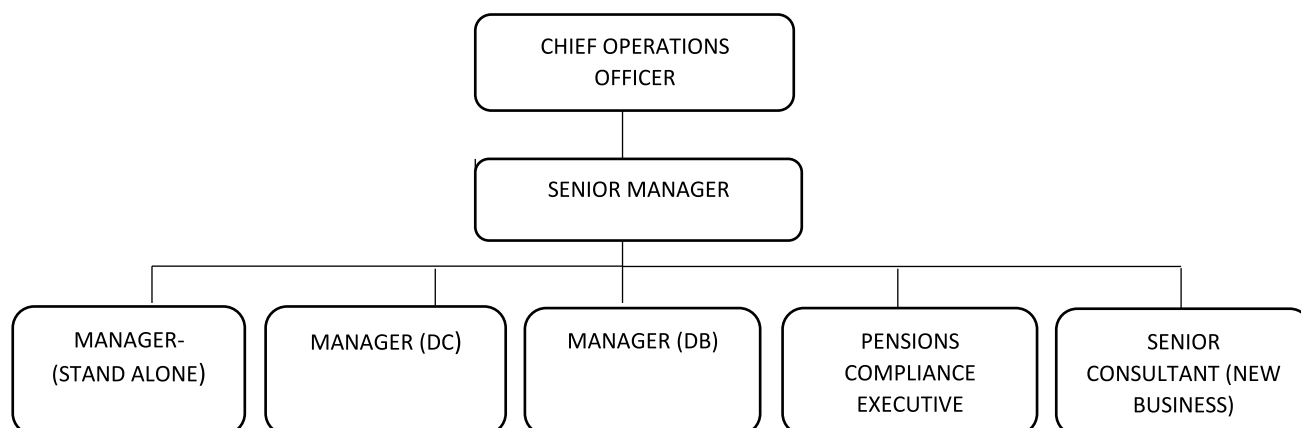 CHIEF OPERATIONS
OFFICER
SENIOR MANAGER
MANAGER-
(STAND ALONE)
MANAGER (DC)
MANAGER (DB)
PENSIONS
COMPLIANCE
EXECUTIVE
SENIOR
CONSULTANT (NEW
BUSINESS)